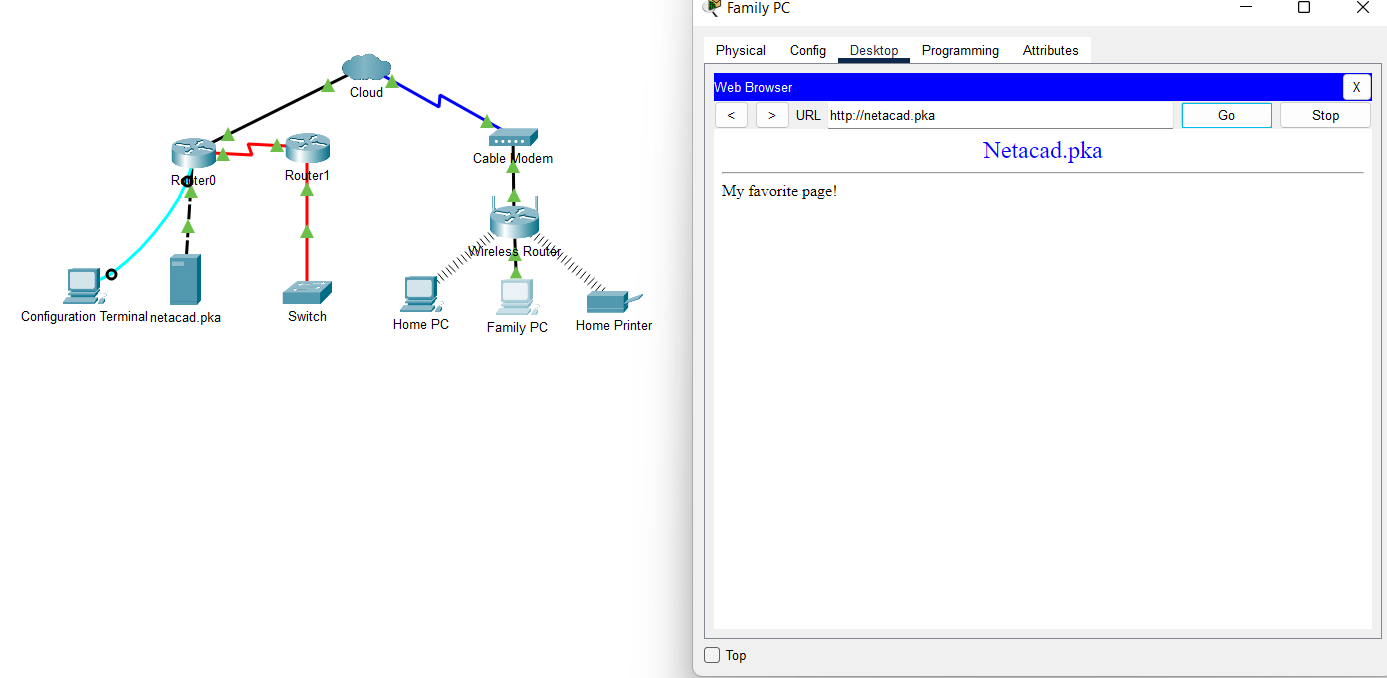 Family PC
Physical Config Desktop Programming Attributes
Web Browser X
< > URL http://netacad.pka Go Stop
Netacad.pka
My favorite page!
Top
Cloud
Router0
Router1
Cable Modem
Wireless Router
Configuration Terminal
netacad.pka
Switch
Home PC
Family PC
Home Printer